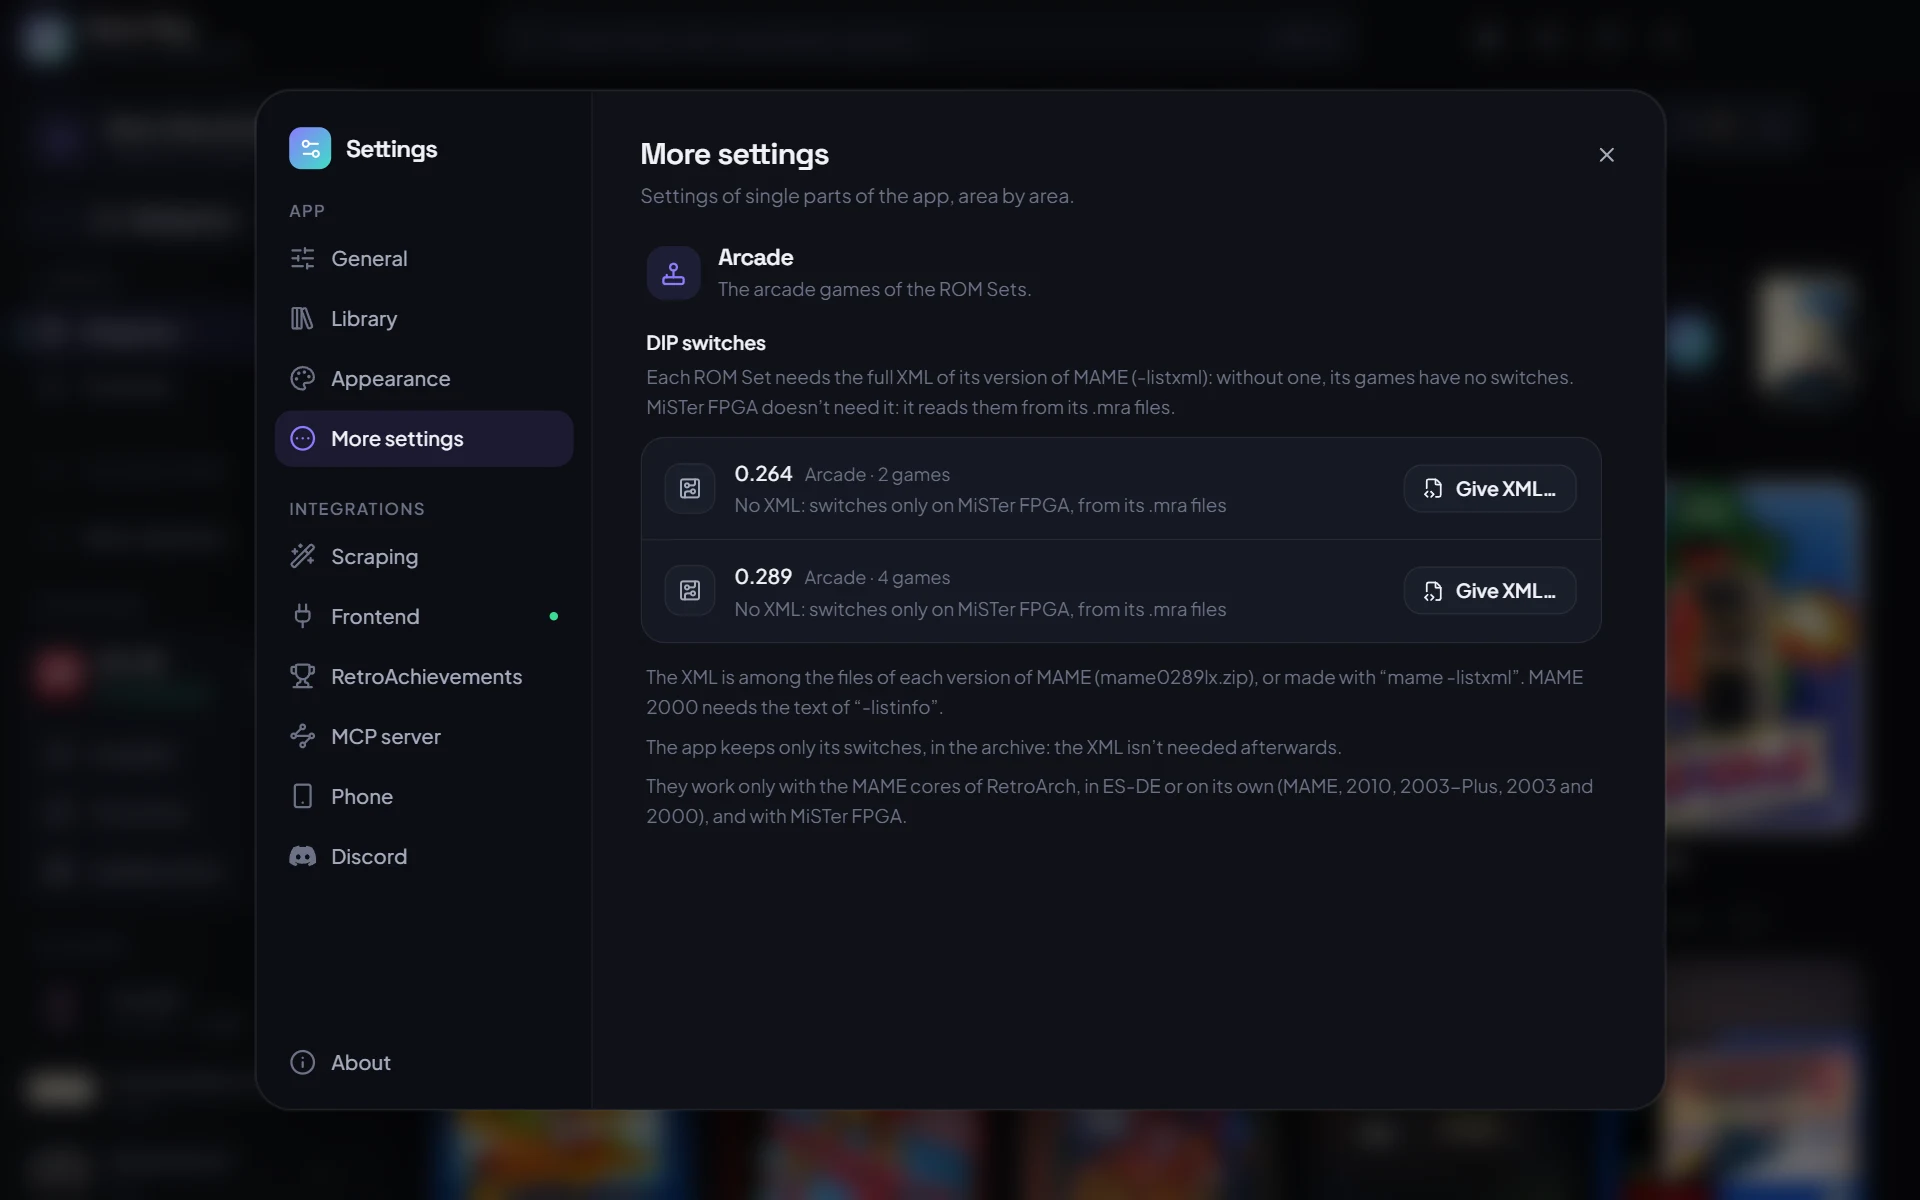 Settings
APP
General
Library
Appearance
More settings
INTEGRATIONS
Scraping
Frontend
RetroAchievements
MCP server
Phone
Discord
About
More settings
Settings of single parts of the app, area by area.
Arcade
The arcade games of the ROM Sets.
DIP switches
Each ROM Set needs the full XML of its version of MAME (-listxml): without one, its games have no switches.
MiSTer FPGA doesn’t need it: it reads them from its .mra files.
0.264 Arcade · 2 games
No XML: switches only on MiSTer FPGA, from its .mra files
Give XML…
0.289 Arcade · 4 games
No XML: switches only on MiSTer FPGA, from its .mra files
Give XML…
The XML is among the files of each version of MAME (mame0289lx.zip), or made with “mame -listxml”. MAME
2000 needs the text of “-listinfo”.
The app keeps only its switches, in the archive: the XML isn’t needed afterwards.
They work only with the MAME cores of RetroArch, in ES-DE or on its own (MAME, 2010, 2003-Plus, 2003 and
2000), and with MiSTer FPGA.